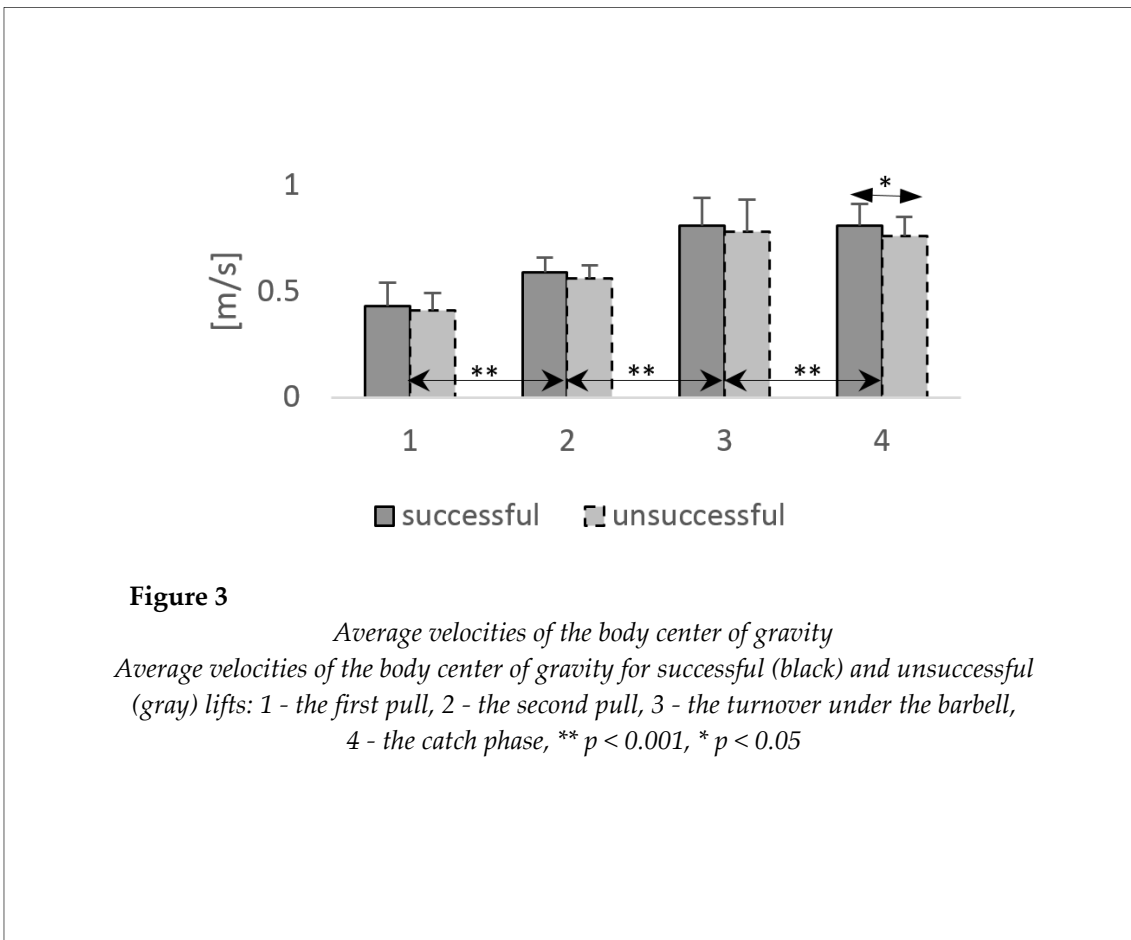 1
*
[m/s]
0.5
** ** **
0
1 2 3 4
successful unsuccessful
Figure 3
Average velocities of the body center of gravity
Average velocities of the body center of gravity for successful (black) and unsuccessful
(gray) lifts: 1 - the first pull, 2 - the second pull, 3 - the turnover under the barbell,
4 - the catch phase, ** p < 0.001, * p < 0.05